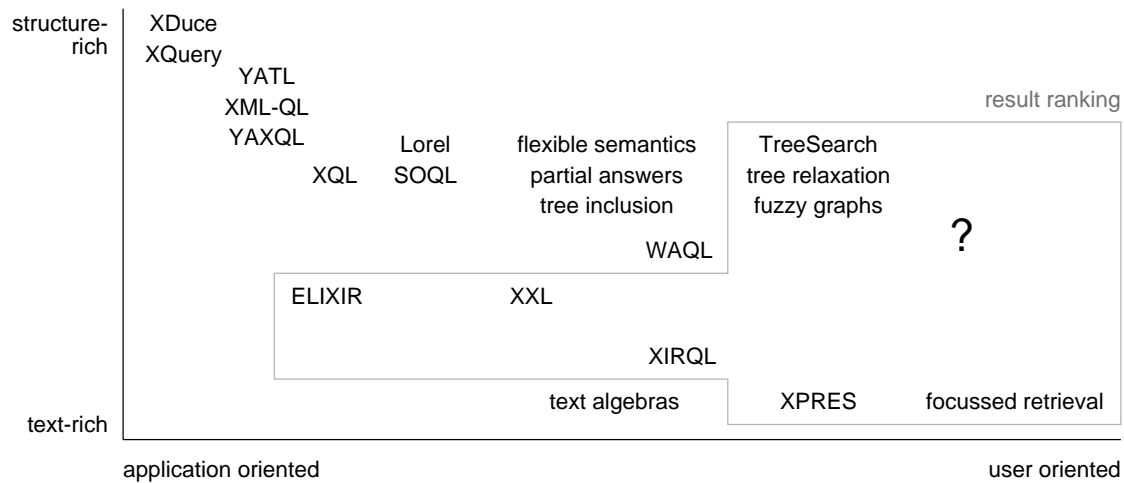 structure-
rich
XDuce
XQuery
YATL
XML-QL
YAXQL
result ranking
Lorel
flexible semantics
TreeSearch
XQL
SOQL
partial answers
tree relaxation
tree inclusion
fuzzy graphs
?
WAQL
ELIXIR
XXL
XIRQL
text algebras
XPRES
focussed retrieval
text-rich
application oriented
user oriented